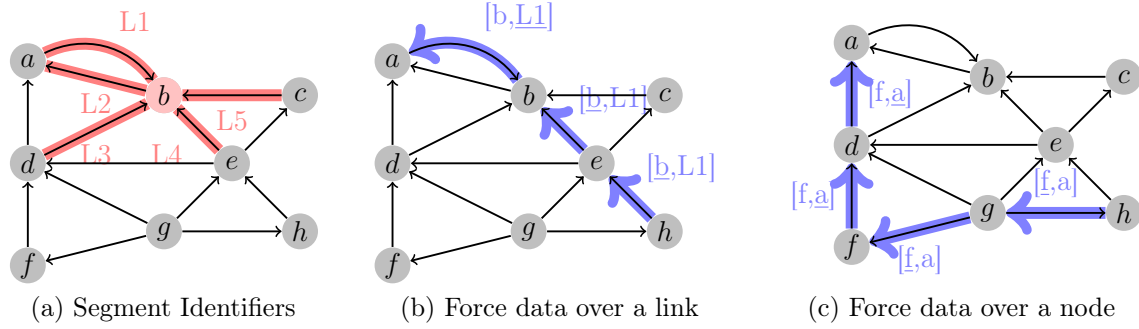 L1
a
b
c
L2
L5
L3
L4
d
e
g
h
f
(a) Segment Identifiers
[b,L1]
a
b
c
[b,L1]
d
e
[b,L1]
g
h
f
(b) Force data over a link
a
b
c
[f,a]
d
e
[f,a]
[f,a]
g
h
f
[f,a]
(c) Force data over a node